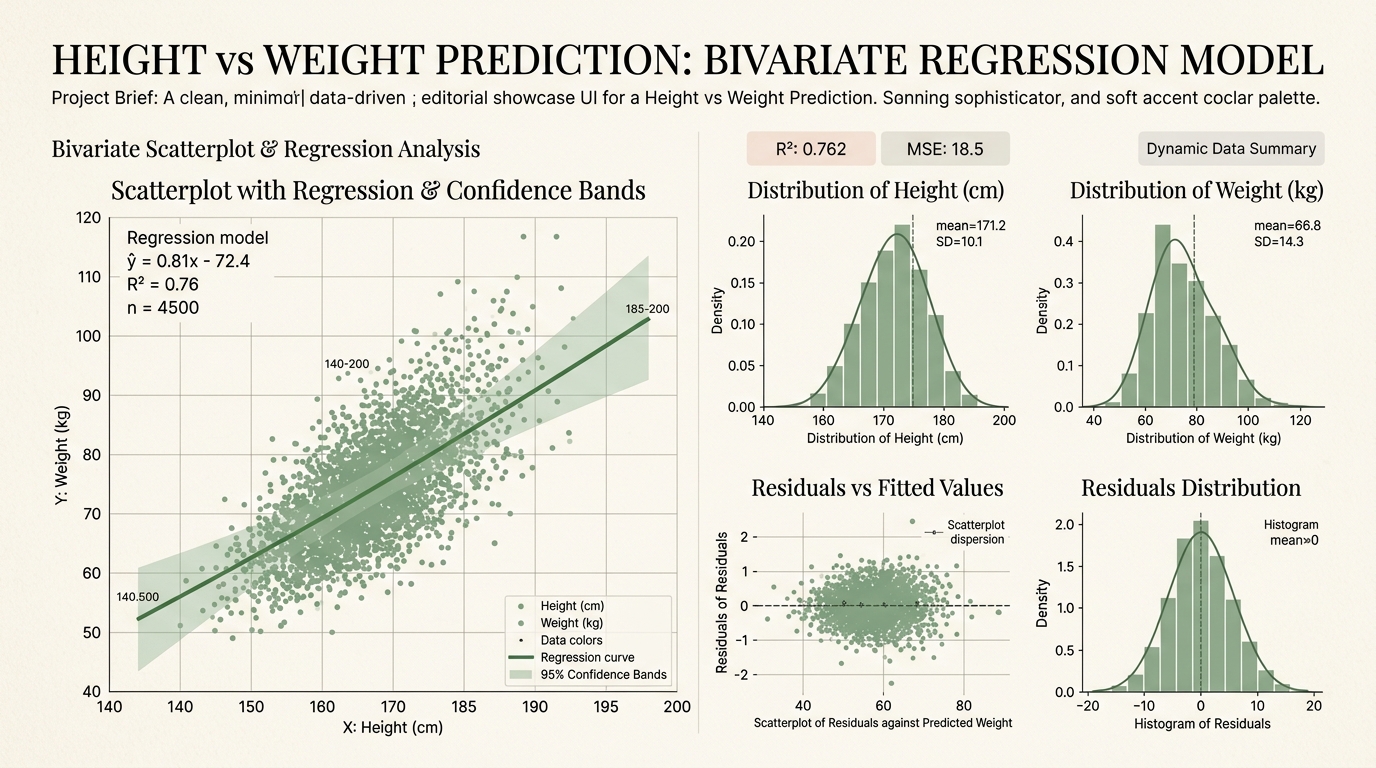 HEIGHT vs WEIGHT PREDICTION: BIVARIATE REGRESSION MODEL
Project Brief: A clean, data-driven ; editorial showcase UI for a Height vs Weight Prediction. Sənning sophisticator, and soft accent coclar palette.
Bivariate Scatterplot & Regression Analysis
Scatterplot with Regression & Confidence Bands
120
110
100
90
80
70
60
50
40
Y: Weight (kg)
Regression model
ŷ = 0.81x - 72.4
R² = 0.76
n = 4500
185-200
140-200
140.500
Height (cm)
Weight (kg)
Data colors
Regression curve
95% Confidence Bands
140 140 160 170 185 190 195 200
X: Height (cm)
R²: 0.762
MSE: 18.5
Dynamic Data Summary
Distribution of Height (cm)
mean=171.2
SD=10.1
0.20
0.15
0.10
0.05
0.00
Density
140 160 170 180 200
Distribution of Height (cm)
Distribution of Weight (kg)
mean=66.8
SD=14.3
0.4
0.3
0.2
0.1
0.0
Density
40 60 80 100 120
Distribution of Weight (kg)
Residuals vs Fitted Values
Scatterplot
dispersion
2
1
0
-1
-2
Residuals of Residuals
40 60 80
Scatterplot of Residuals against Predicted Weight
Residuals Distribution
Histogram
mean»0
2.0
1.5
1.0
0.5
0.0
Density
−20 −10 0 10 20
Histogram of Residuals